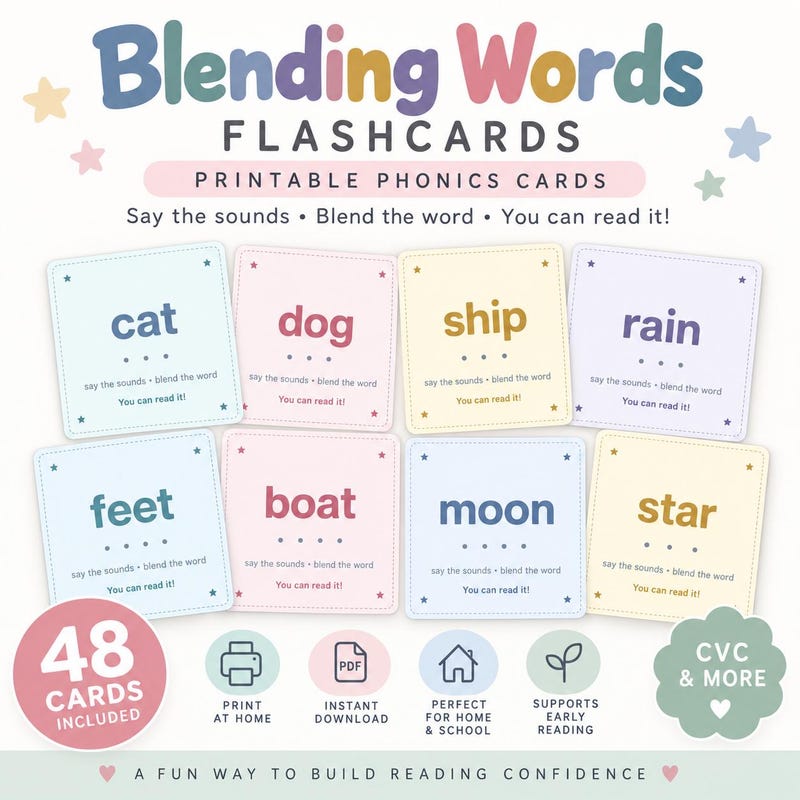 Blending Words
FLASHCARDS
PRINTABLE PHONICS CARDS
Say the sounds • Blend the word • You can read it!
cat
say the sounds • blend the word
You can read it!
dog
say the sounds • blend the word
You can read it!
ship
say the sounds • blend the word
You can read it!
rain
say the sounds • blend the word
You can read it!
feet
say the sounds • blend the word
You can read it!
boat
say the sounds • blend the word
You can read it!
moon
say the sounds • blend the word
You can read it!
star
say the sounds • blend the word
You can read it!
48
CARDS
INCLUDED
PRINT
AT HOME
PDF
INSTANT
DOWNLOAD
PERFECT
FOR HOME
& SCHOOL
SUPPORTS
EARLY
READING
CVC
& MORE
A FUN WAY TO BUILD READING CONFIDENCE